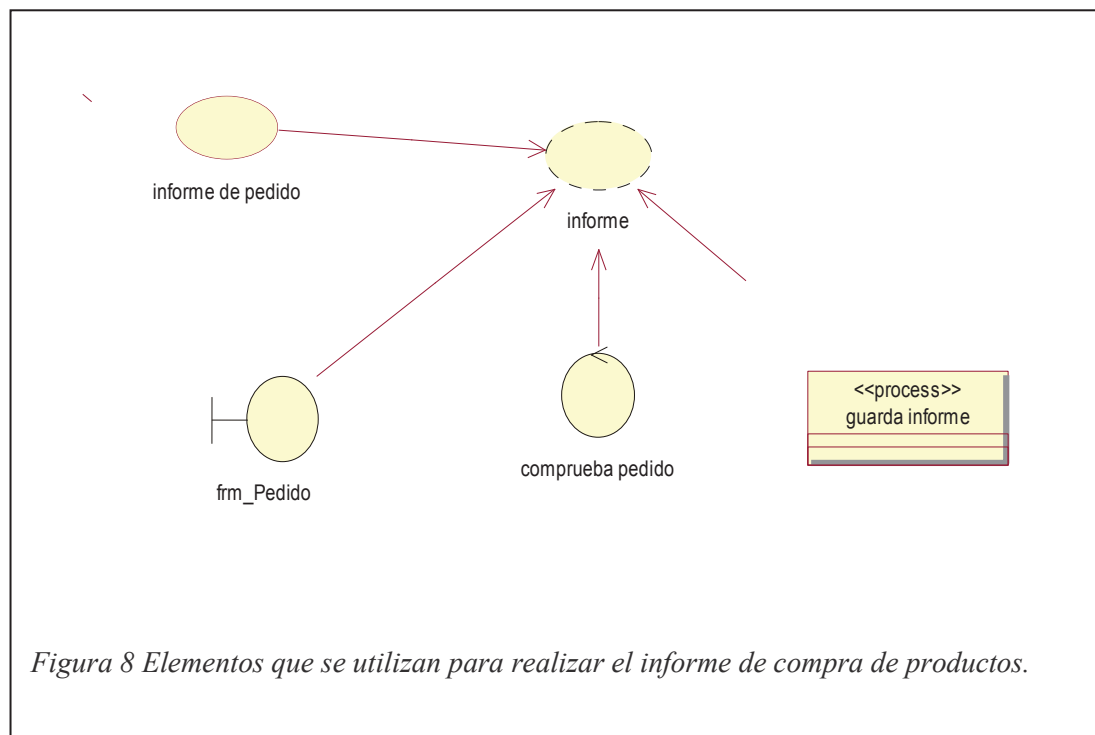 informe de pedido
informe
<<process>>
guarda informe
comprueba pedido
frm_Pedido
Figura 8 Elementos que se utilizan para realizar el informe de compra de productos.